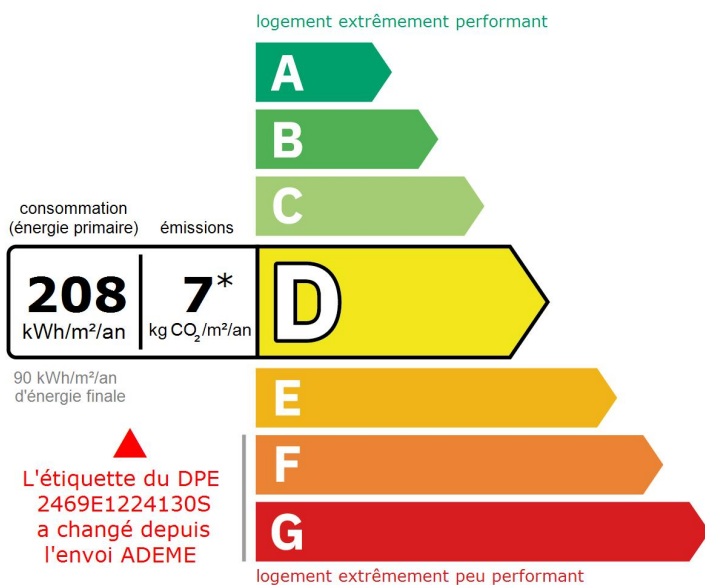 logement extrêmement performant
A
B
C
consommation
(énergie primaire)
émissions
208
kWh/m²/an
7*
kg CO₂/m²/an
D
90 kWh/m²/an
d'énergie finale
E
F
G
L'étiquette du DPE
2469E1224130S
a changé depuis
l'envoi ADEME
logement extrêmement peu performant